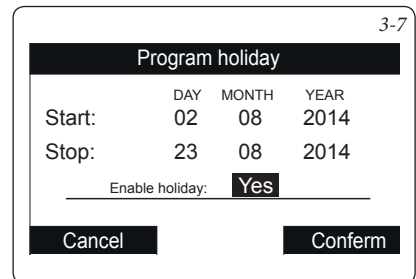 3-7
Program holiday
DAY MONTH YEAR
Start: 02 08 2014
Stop: 23 08 2014
Enable holiday: Yes
Cancel Conferm